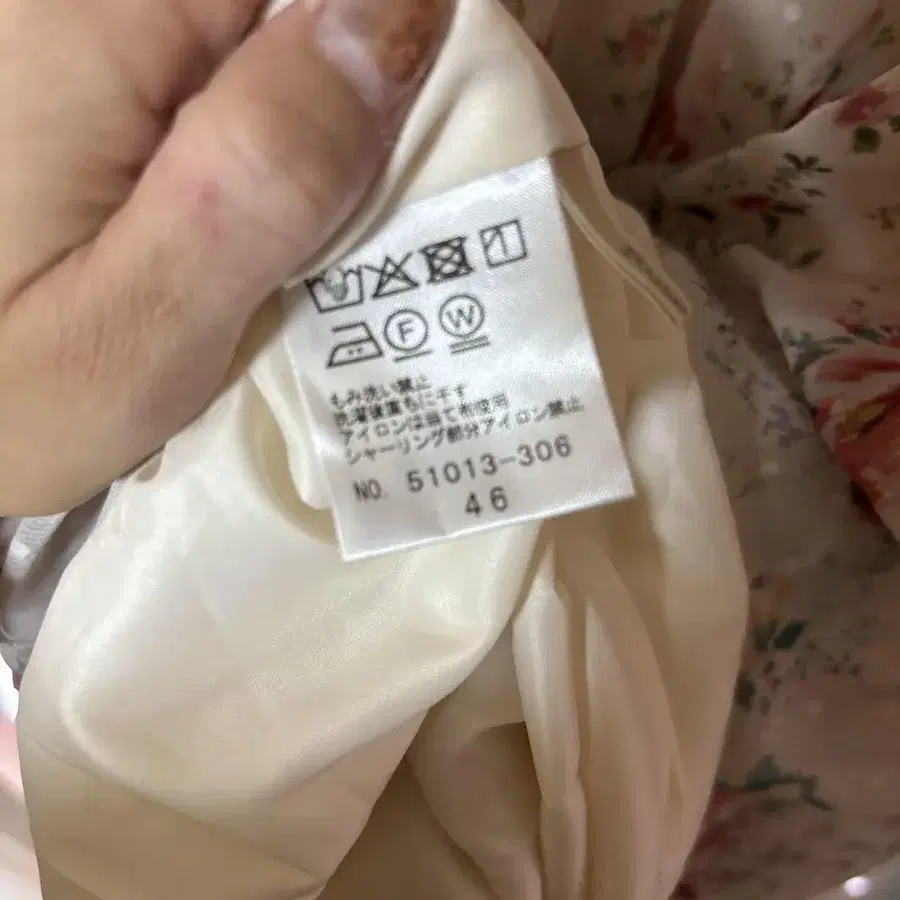 F W
もみ洗い禁止
洗濯後直ちに干す
アイロンは当て布使用
シャーリング部分アイロン禁止
NO. 51013-306
46